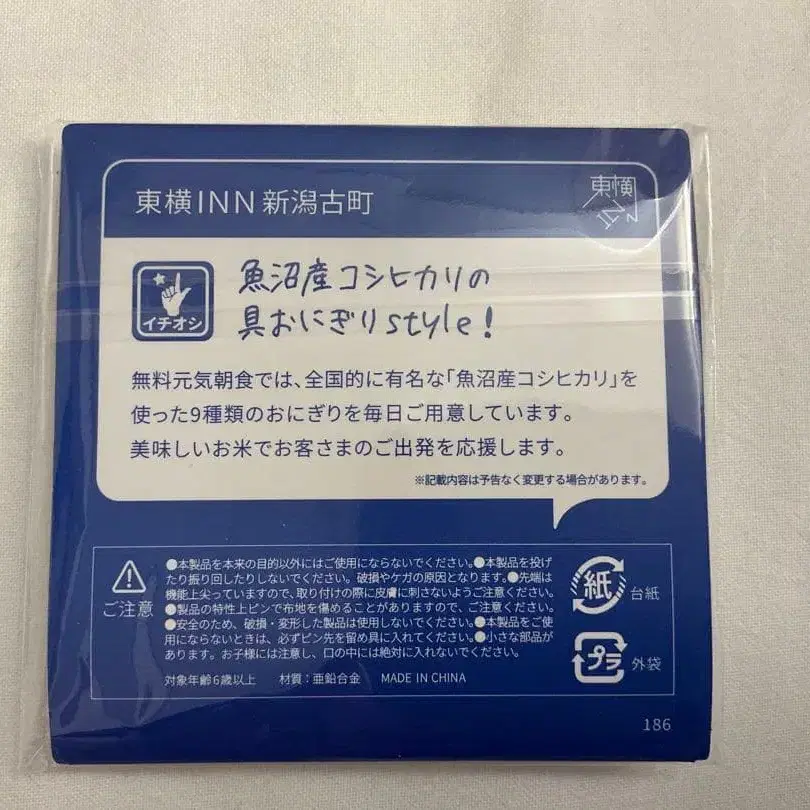 東横INN 新潟古町
東横
INN
イチオシ
魚沼産コシヒカリの
具おにぎりstyle!
無料元気朝食では、全国的に有名な「魚沼産コシヒカリ」を
使った9種類のおにぎりを毎日ご用意しています。
美味しいお米でお客さまのご出発を応援します。
※記載内容は予告なく変更する場合があります。
ご注意
●本製品を本来の目的以外にはご使用にならないでください。●本製品を投げ
たり振り回したりしないでください。破損やケガの原因となります。●先端は
機能上尖っていますので、取り付けの際に皮膚に刺さないようご注意ください。
●製品の特性上ピンで布地を傷めることがありますので、ご注意ください。
●安全のため、破損・変形した製品は使用しないでください。●本製品をご使
用にならないときは、必ずピン先を留め具に入れてください。●小さな部品が
あります。お子様には注意し、口の中には絶対に入れないでください。
対象年齢6歳以上 材質：亜鉛合金 MADE IN CHINA
紙 台紙
プラ 外袋
186